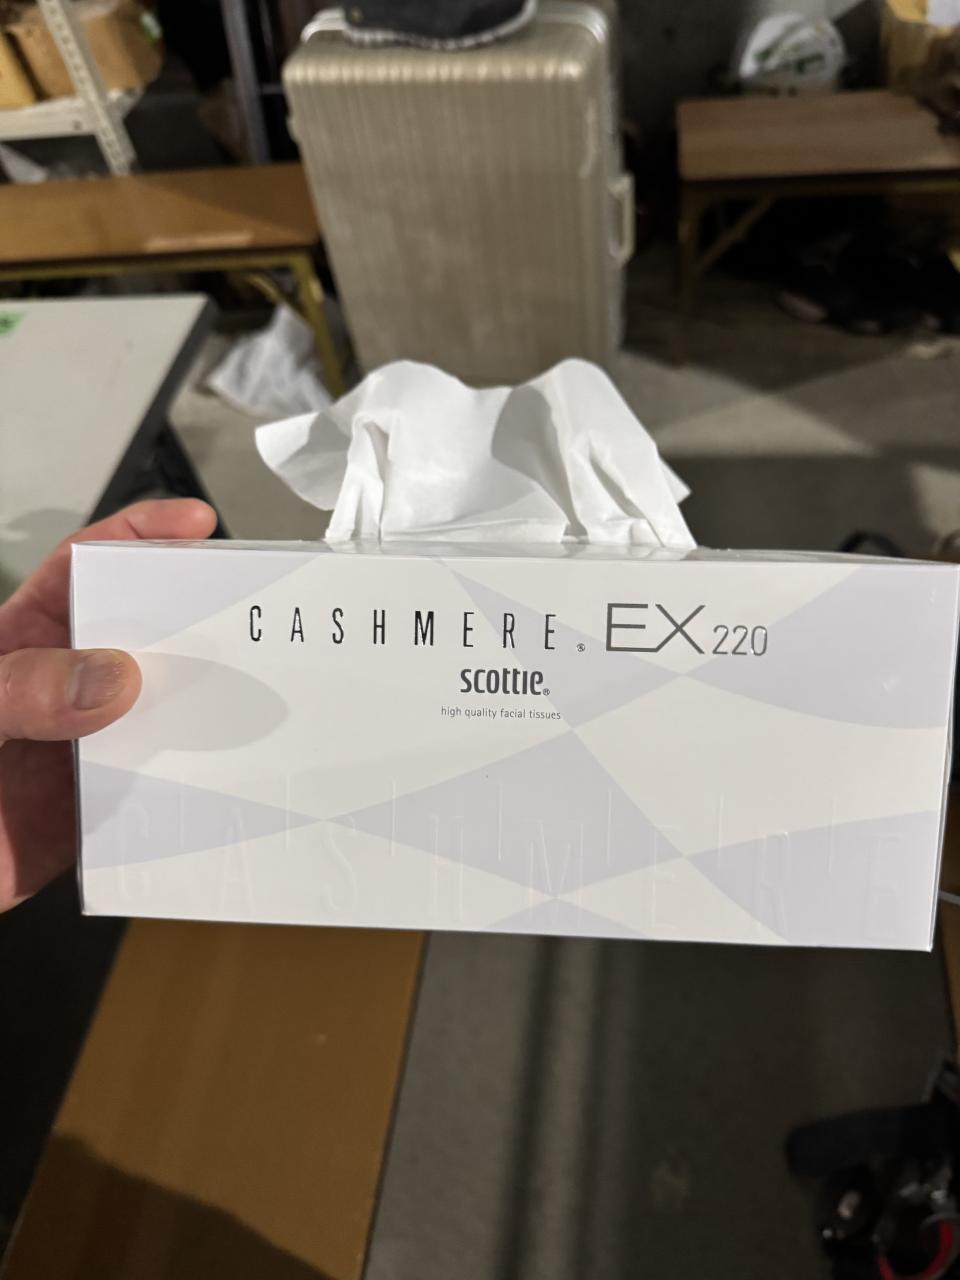 CASHMERE® EX220
scottie®
high quality facial tissues
CASHMERE